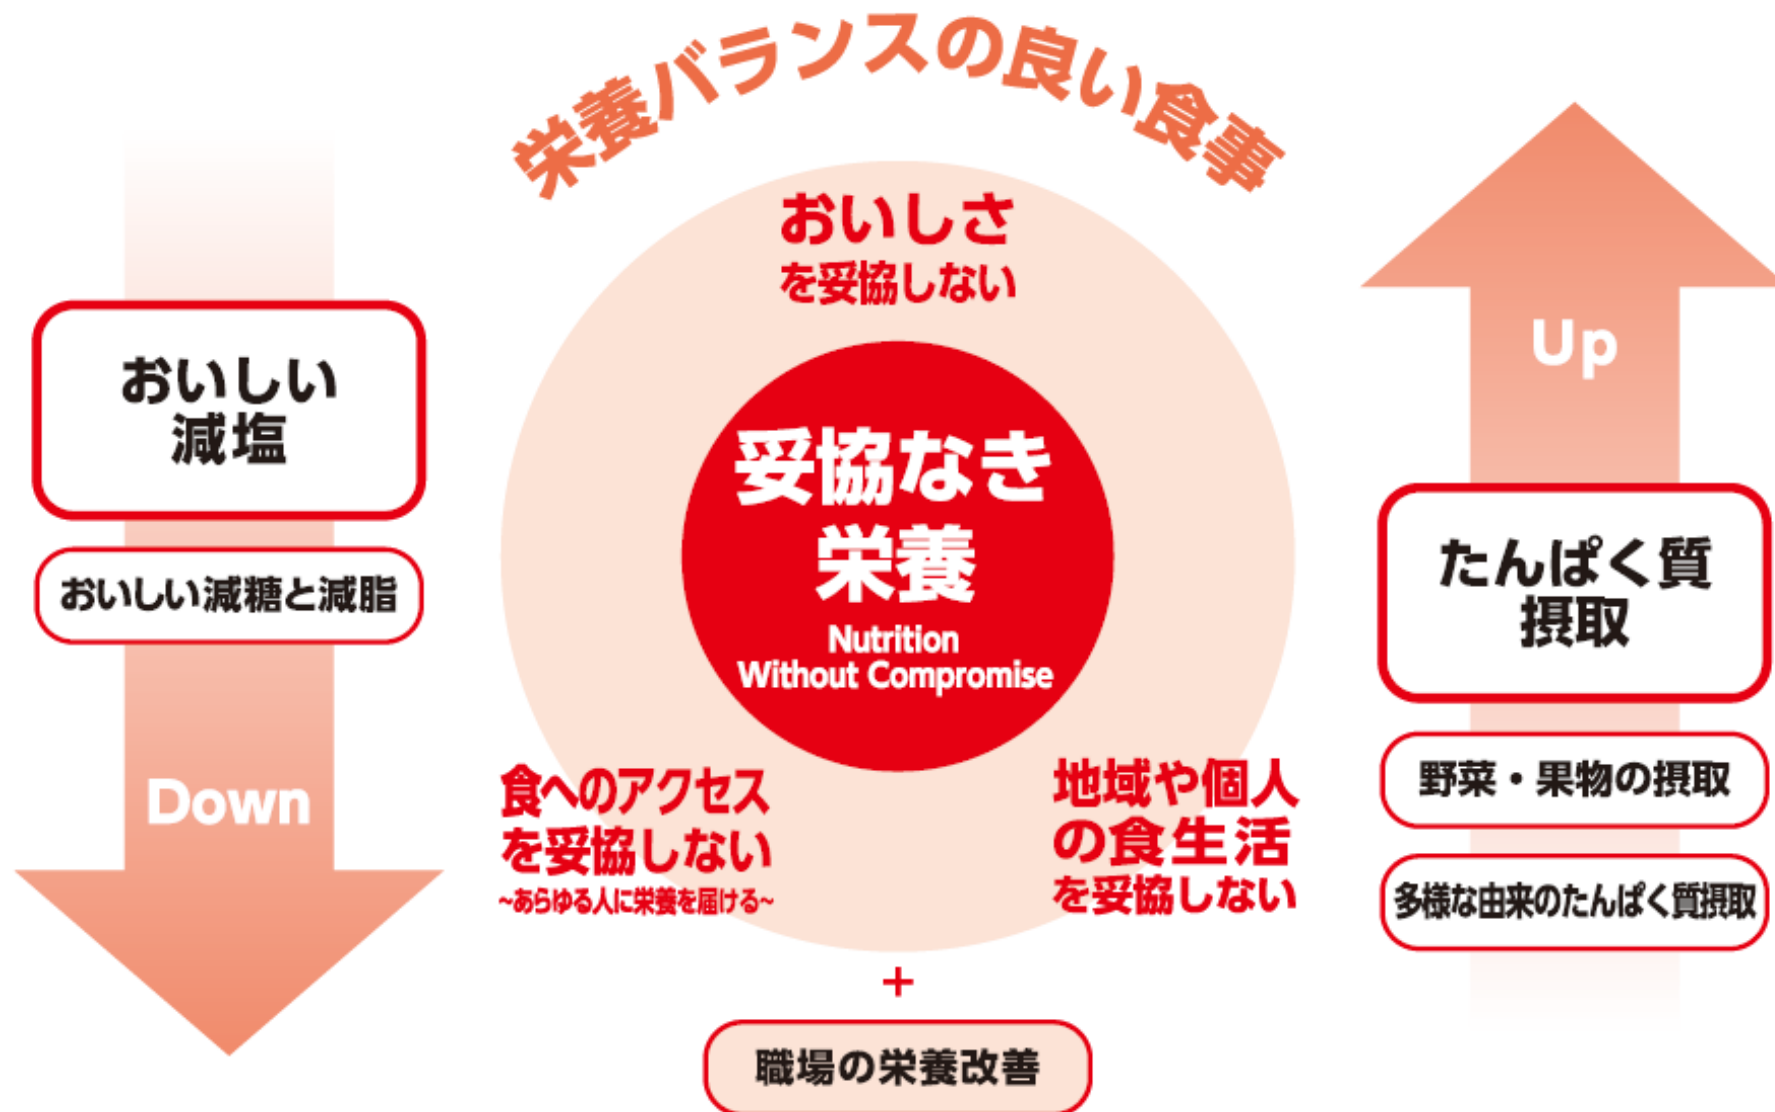 栄養バランスの良い食事
おいしさ
を妥協しない
妥協なき
栄養
Nutrition
Without Compromise
食へのアクセス
を妥協しない
~あらゆる人に栄養を届ける~
地域や個人
の食生活
を妥協しない
+
職場の栄養改善
おいしい
減塩
おいしい減糖と減脂
Down
Up
たんぱく質
摂取
野菜・果物の摂取
多様な由来のたんぱく質摂取